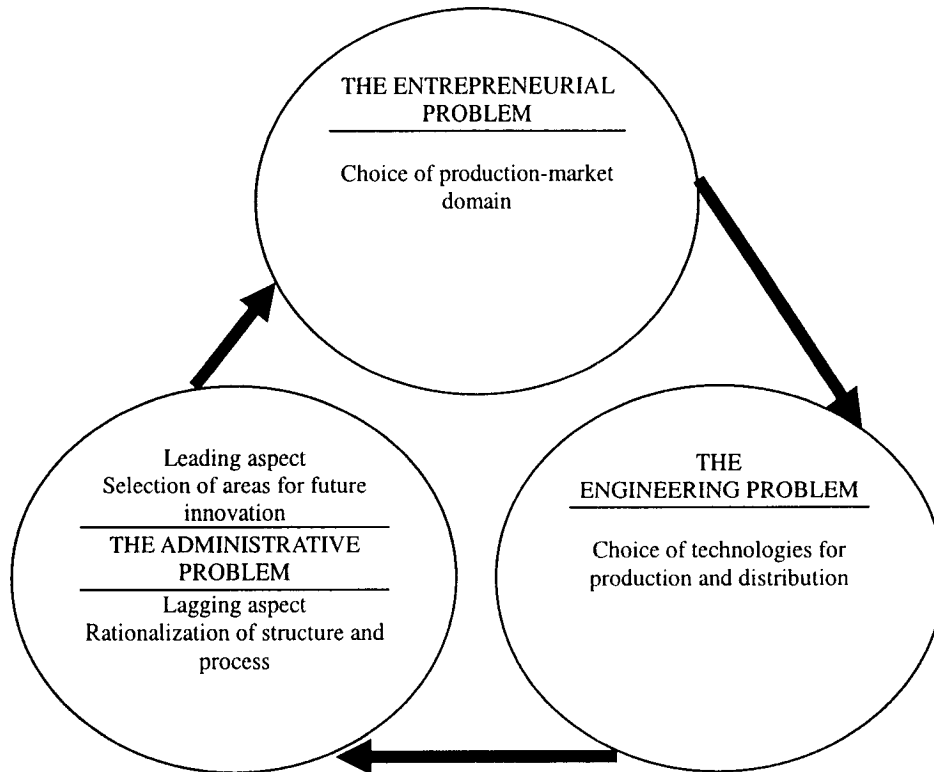 THE ENTREPRENEURIAL
PROBLEM
Choice of production-market
domain
Leading aspect
Selection of areas for future
innovation
THE ADMINISTRATIVE
PROBLEM
Lagging aspect
Rationalization of structure and
process
THE
ENGINEERING PROBLEM
Choice of technologies for
production and distribution